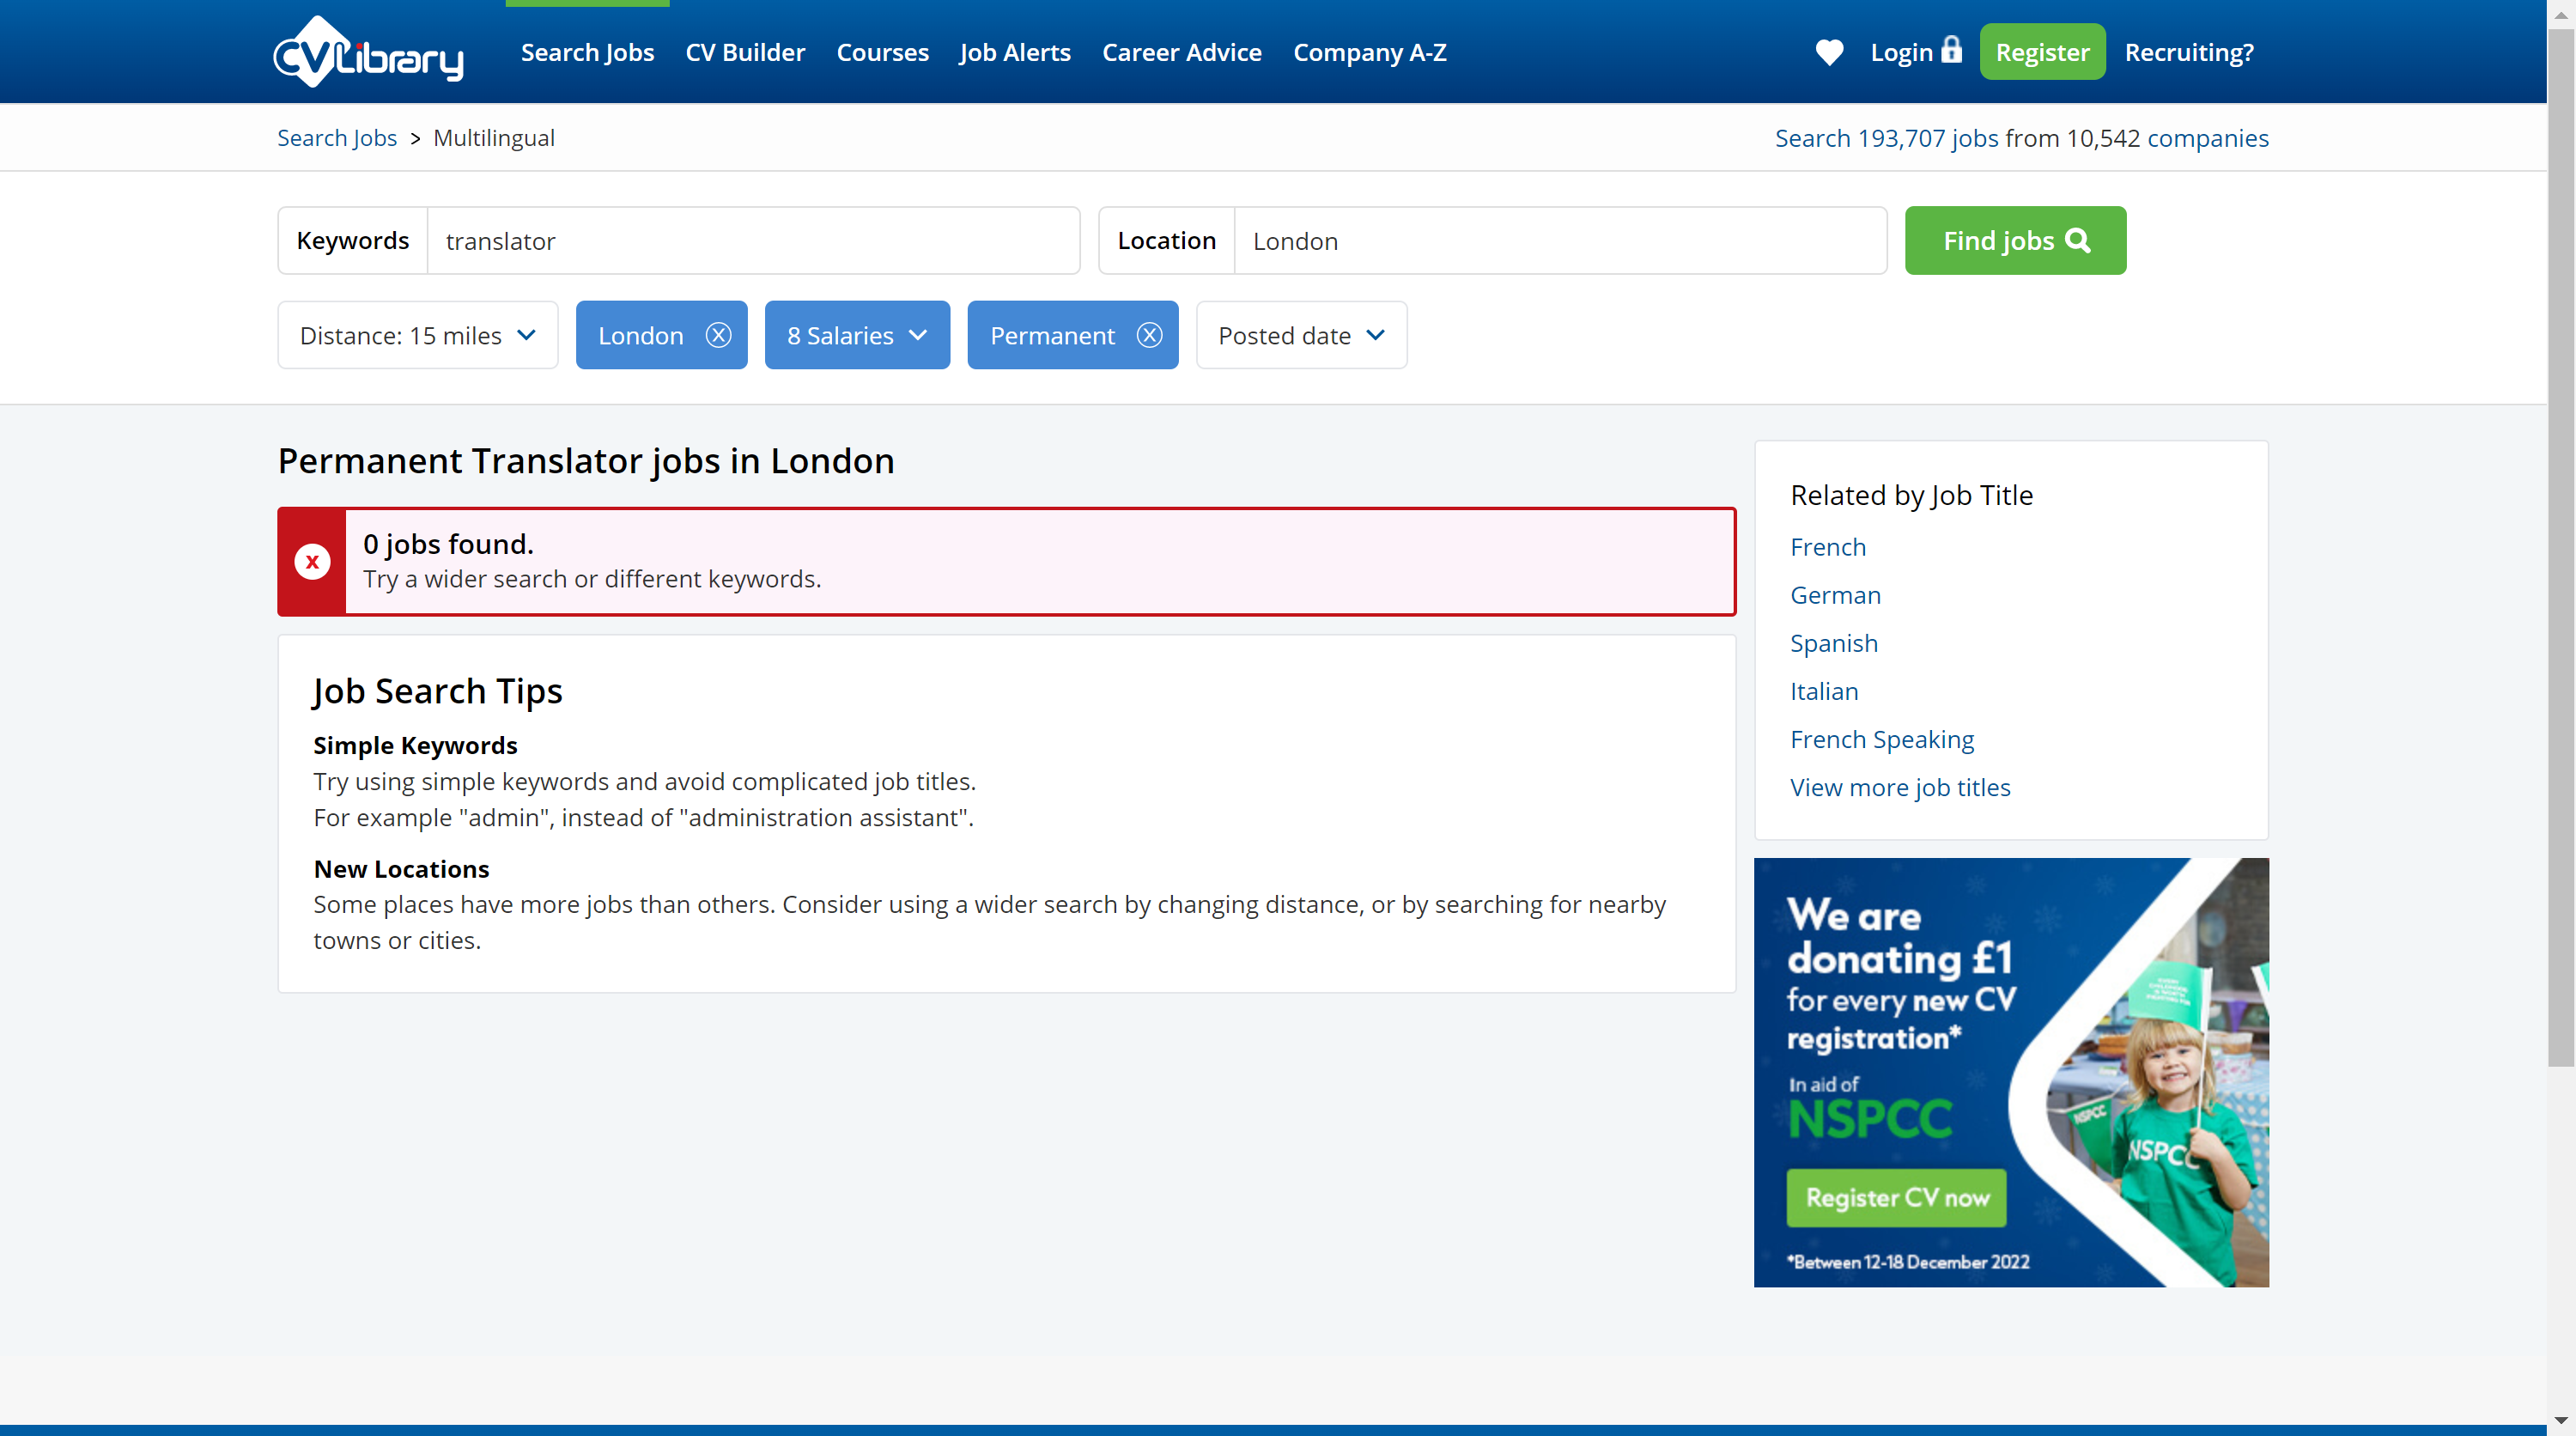 CVLibrary
Search Jobs
CV Builder
Courses
Job Alerts
Career Advice
Company A-Z
Login
Register
Recruiting?
Search Jobs > Multilingual
Search 193,707 jobs from 10,542 companies
Keywords
translator
Location
London
Find jobs
Distance: 15 miles
London
8 Salaries
Permanent
Posted date
Permanent Translator jobs in London
x
0 jobs found.
Try a wider search or different keywords.
Job Search Tips
Simple Keywords
Try using simple keywords and avoid complicated job titles.
For example "admin", instead of "administration assistant".
New Locations
Some places have more jobs than others. Consider using a wider search by changing distance, or by searching for nearby
towns or cities.
Related by Job Title
French
German
Spanish
Italian
French Speaking
View more job titles
We are
donating £1
for every new CV
registration*
In aid of
NSPCC
Register CV now
*Between 12-18 December 2022
NSPCC
NSPCC